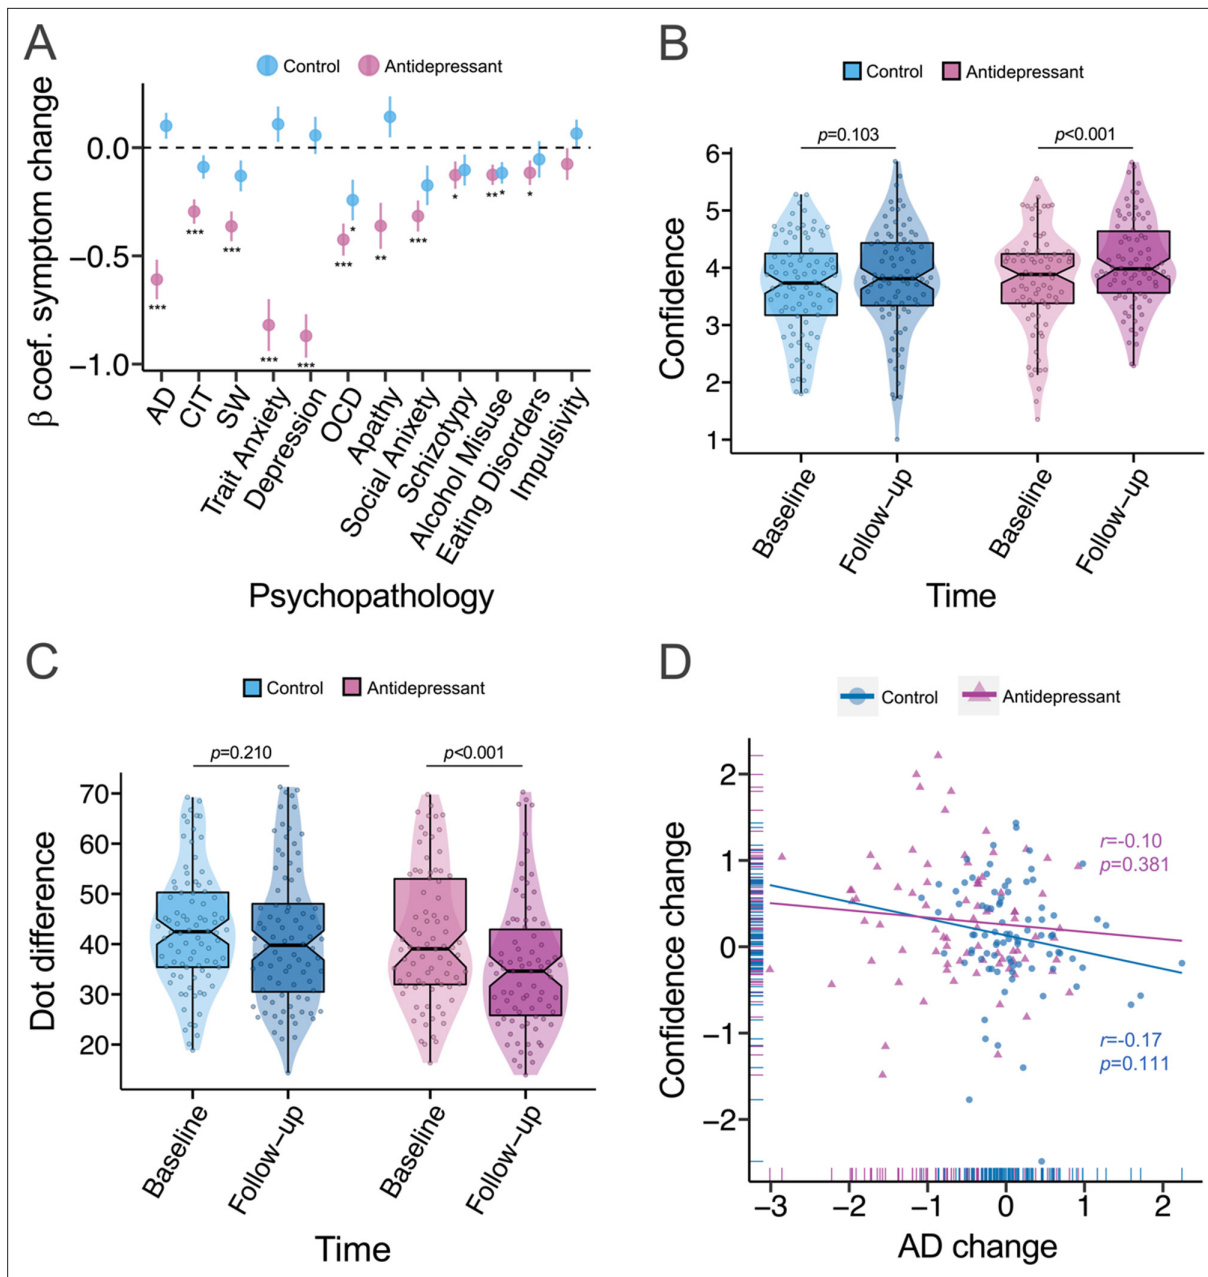 A
Control
Antidepressant
β coef. symptom change
0.0
−0.5
−1.0
***
***
***
***
***
***
*
**
***
*
**
*
*
AD
CIT
SW
Trait Anxiety
Depression
OCD
Apathy
Social Anixety
Schizotypy
Alcohol Misuse
Eating Disorders
Impulsivity
Psychopathology
B
Control
Antidepressant
p=0.103
p<0.001
Confidence
6
5
4
3
2
1
Baseline
Follow−up
Baseline
Follow−up
Time
C
Control
Antidepressant
p=0.210
p<0.001
Dot difference
70
60
50
40
30
20
Baseline
Follow−up
Baseline
Follow−up
Time
D
Control
Antidepressant
Confidence change
2
1
0
−1
−2
r=-0.10
p=0.381
r=-0.17
p=0.111
−3
−2
−1
0
1
2
AD change